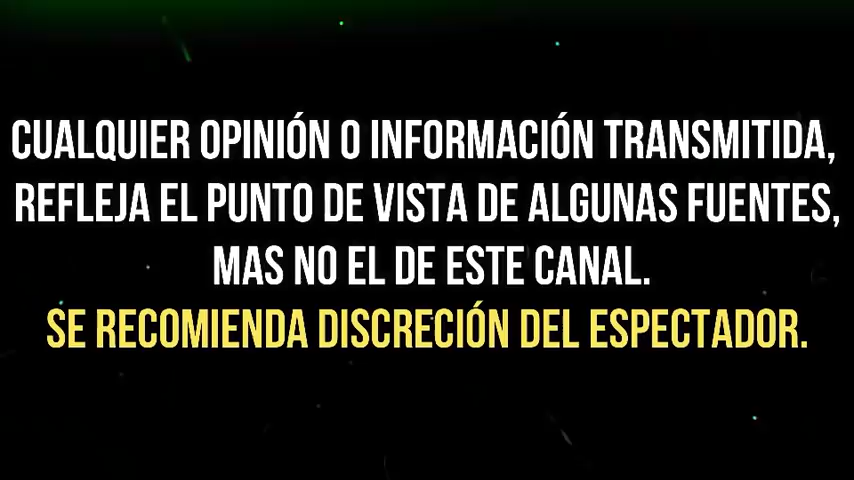 CUALQUIER OPINIÓN O INFORMACIÓN TRANSMITIDA,
REFLEJA EL PUNTO DE VISTA DE ALGUNAS FUENTES,
MAS NO EL DE ESTE CANAL.
SE RECOMIENDA DISCRECIÓN DEL ESPECTADOR.